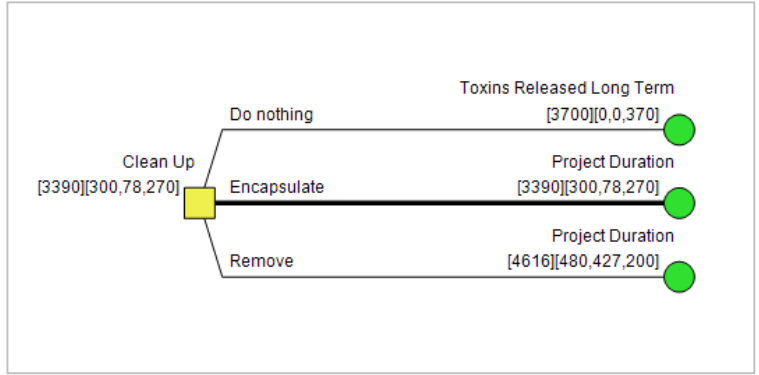 Toxins Released Long Term
Do nothing [3700][0,0,370]
Clean Up Project Duration
[3390][300,78,270] Encapsulate [3390][300,78,270]
Project Duration
Remove [4616][480,427,200]